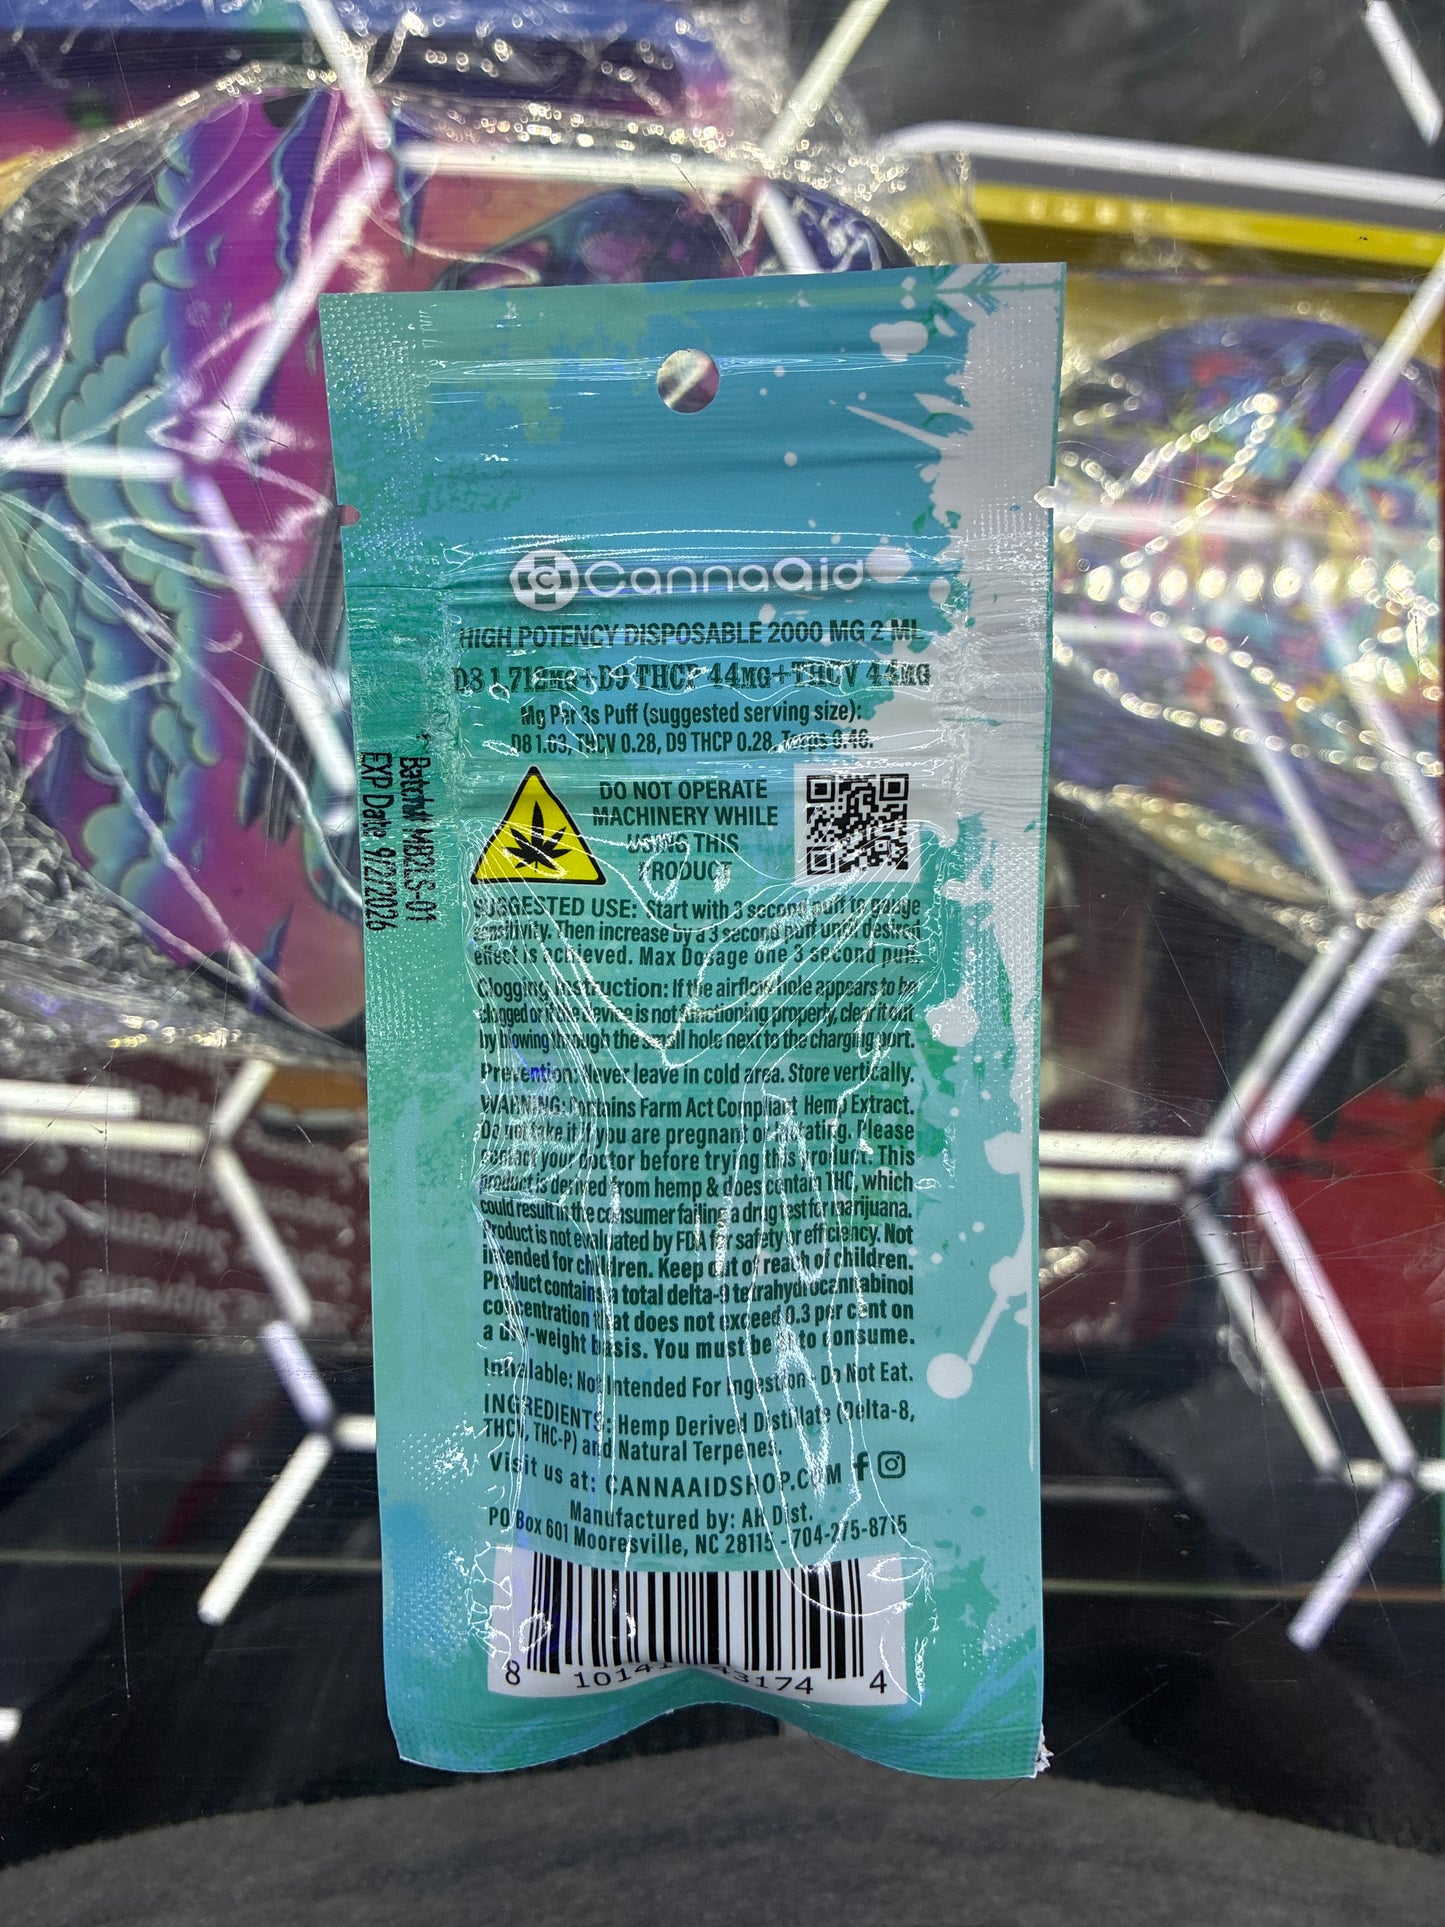 CannaAid
HIGH POTENCY DISPOSABLE 2000 MG 2 ML
D8 1,712MG+D9 THCP 44MG+THCV 44MG
Mg Per 3s Puff (suggested serving size):
D8 1.63, THCV 0.28, D9 THCP 0.28, Terps 0.46.
DO NOT OPERATE
MACHINERY WHILE
USING THIS
PRODUCT
SUGGESTED USE: Start with 3 second puff to gauge
sensitivity. Then increase by a 3 second puff until desired
effect is achieved. Max Dosage one 3 second puff.
Clogging Instruction: If the airflow hole appears to be
clogged or if the device is not functioning properly, clear it out
by blowing through the small hole next to the charging port.
Prevention: Never leave in cold area. Store vertically.
WARNING: Contains Farm Act Compliant Hemp Extract.
Do not take it if you are pregnant or lactating. Please
contact your doctor before trying this product. This
product is derived from hemp & does contain THC, which
could result in the consumer failing a drug test for marijuana.
Product is not evaluated by FDA for safety or efficiency. Not
intended for children. Keep out of reach of children.
Product contains a total delta-9 tetrahydrocannabinol
concentration that does not exceed 0.3 per cent on
a dry-weight basis. You must be to consume.
Inhalable: Not Intended For Ingestion - Do Not Eat.
INGREDIENTS: Hemp Derived Distillate (Delta-8,
THCV, THC-P) and Natural Terpenes.
Visit us at: CANNAAIDSHOP.COM
Manufactured by: AH Dist.
PO Box 601 Mooresville, NC 28115 - 704-275-8715
8 10141 43174 4
Batch# MB2LS-01
EXP Date 9/2/2026